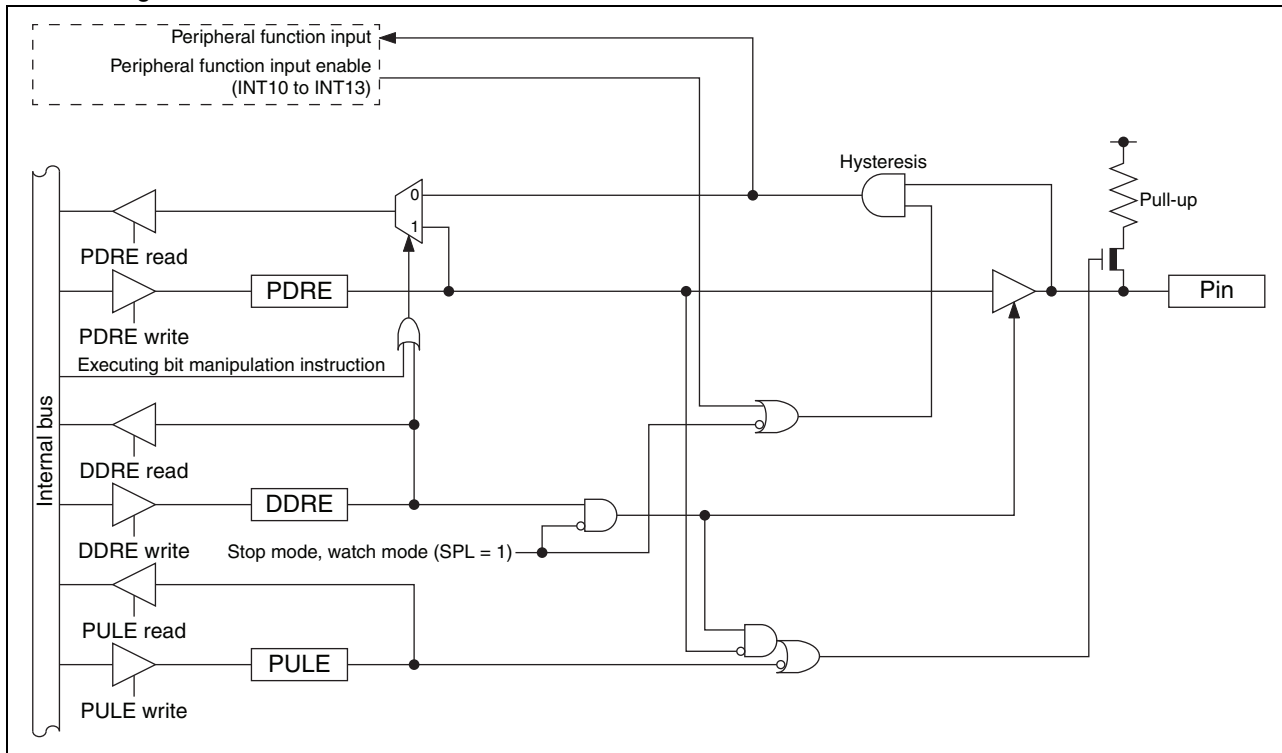 Peripheral function input
Peripheral function input enable
(INT10 to INT13)
Hysteresis
0
Pull-up
1
PDRE read
PDRE
Pin
PDRE write
Executing bit manipulation instruction
Internal bus
DDRE read
DDRE
DDRE write
Stop mode, watch mode (SPL = 1)
PULE read
PULE
PULE write